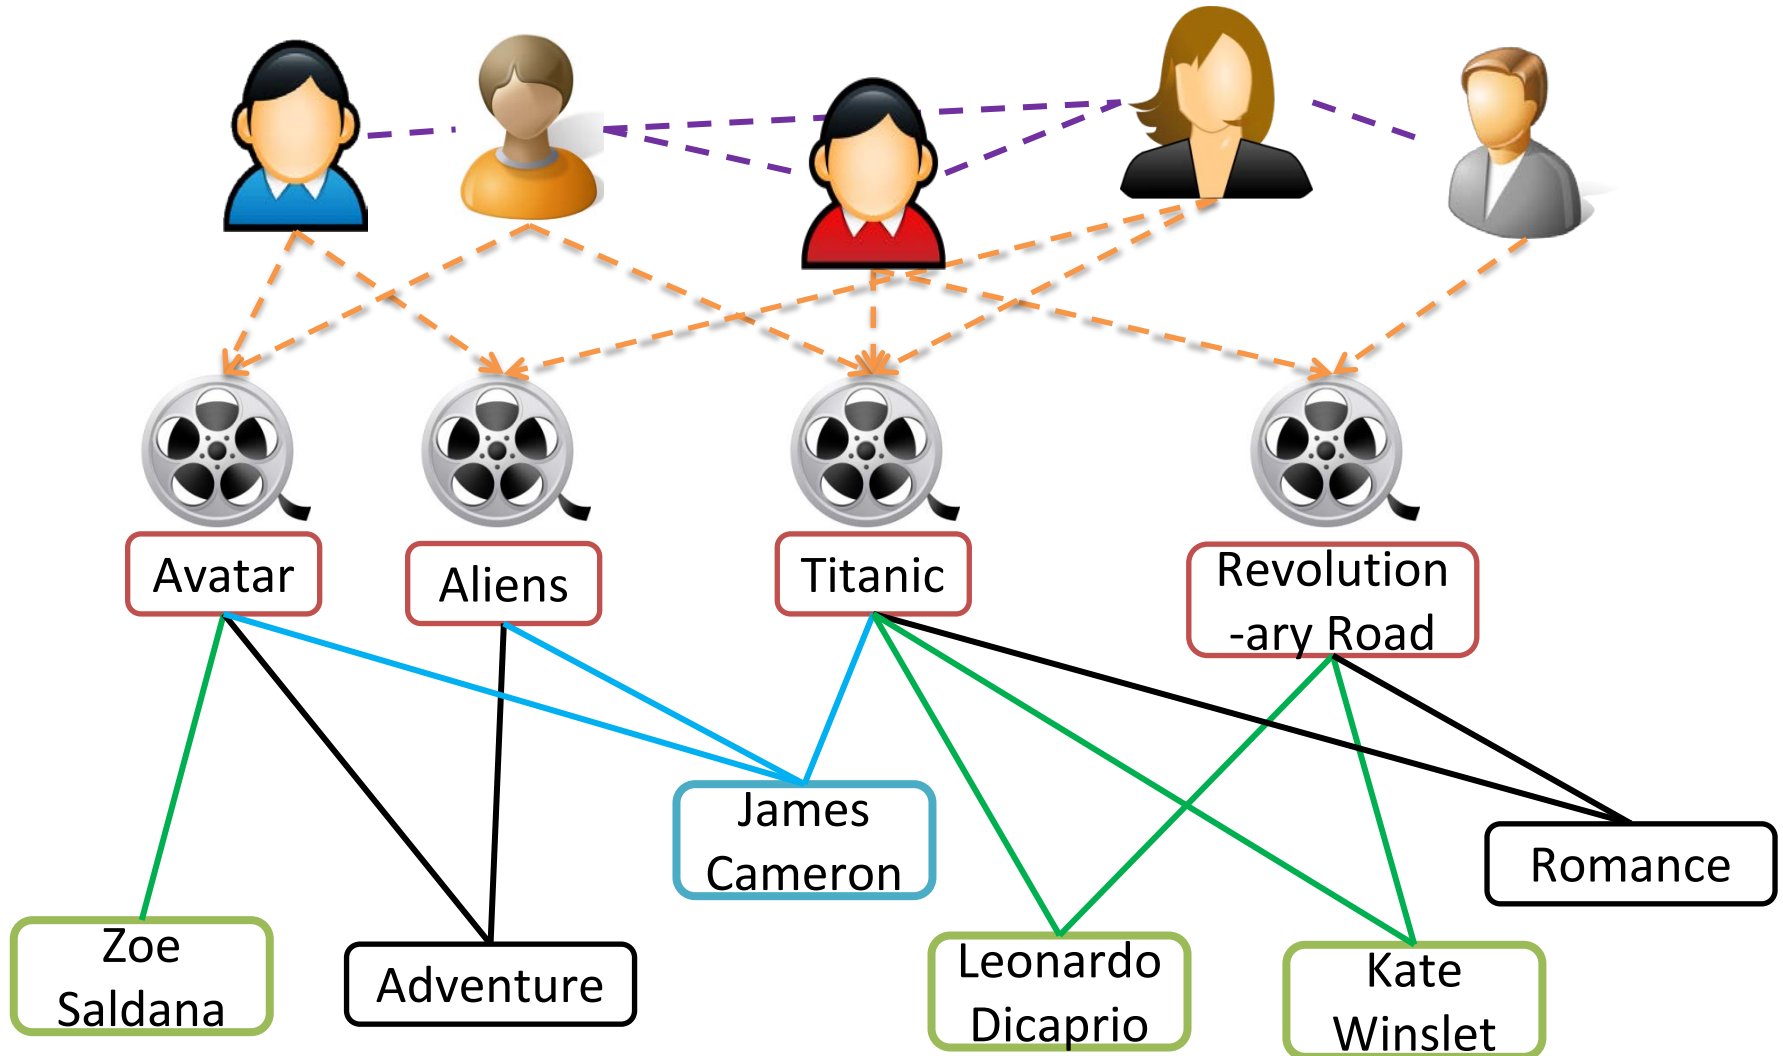 Avatar
Aliens
Titanic
Revolution
-ary Road
James
Cameron
Romance
Zoe
Saldana
Adventure
Leonardo
Dicaprio
Kate
Winslet